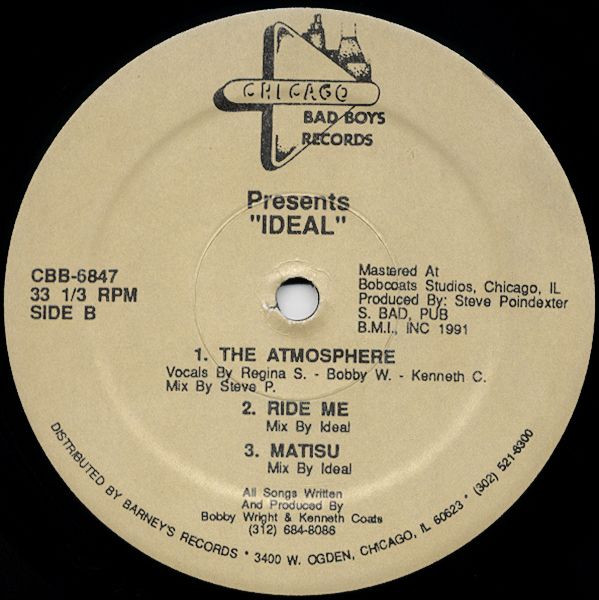 CHICAGO
BAD BOYS
RECORDS
Presents
"IDEAL"
CBB-6847
33 1/3 RPM
SIDE B
Mastered At
Bobcoats Studios, Chicago, IL
Produced By: Steve Poindexter
S. BAD, PUB
B.M.I., INC 1991
1. THE ATMOSPHERE
Vocals By Regina S. - Bobby W. - Kenneth C.
Mix By Steve P.
2. RIDE ME
Mix By Ideal
3. MATISU
Mix By Ideal
All Songs Written
And Produced By
Bobby Wright & Kenneth Coats
(312) 684-8086
DISTRIBUTED BY BARNEY'S RECORDS • 3400 W. OGDEN, CHICAGO, IL 60623 • (302) 521-6300